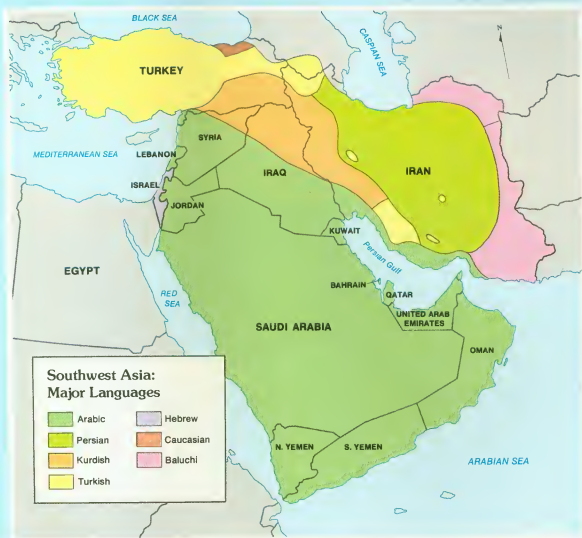 BLACK SEA
CASPIAN SEA
N
TURKEY
SYRIA
LEBANON
MEDITERRANEAN SEA
IRAQ
IRAN
ISRAEL
JORDAN
KUWAIT
Persian Gulf
EGYPT
BAHRAIN
QATAR
RED
SEA
UNITED ARAB
EMIRATES
SAUDI ARABIA
OMAN
Southwest Asia:
Major Languages
Arabic
Hebrew
Persian
Caucasian
Kurdish
Baluchi
Turkish
N. YEMEN
S. YEMEN
ARABIAN SEA